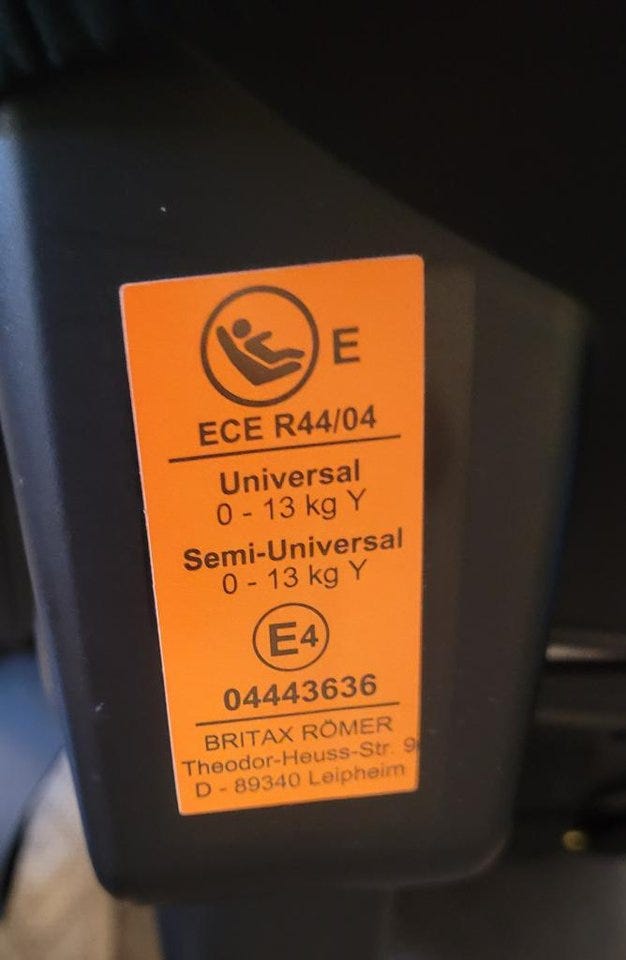 E
ECE R44/04
Universal
0 - 13 kg Y
Semi-Universal
0 - 13 kg Y
E4
04443636
BRITAX RÖMER
Theodor-Heuss-Str. 9
D - 89340 Leipheim